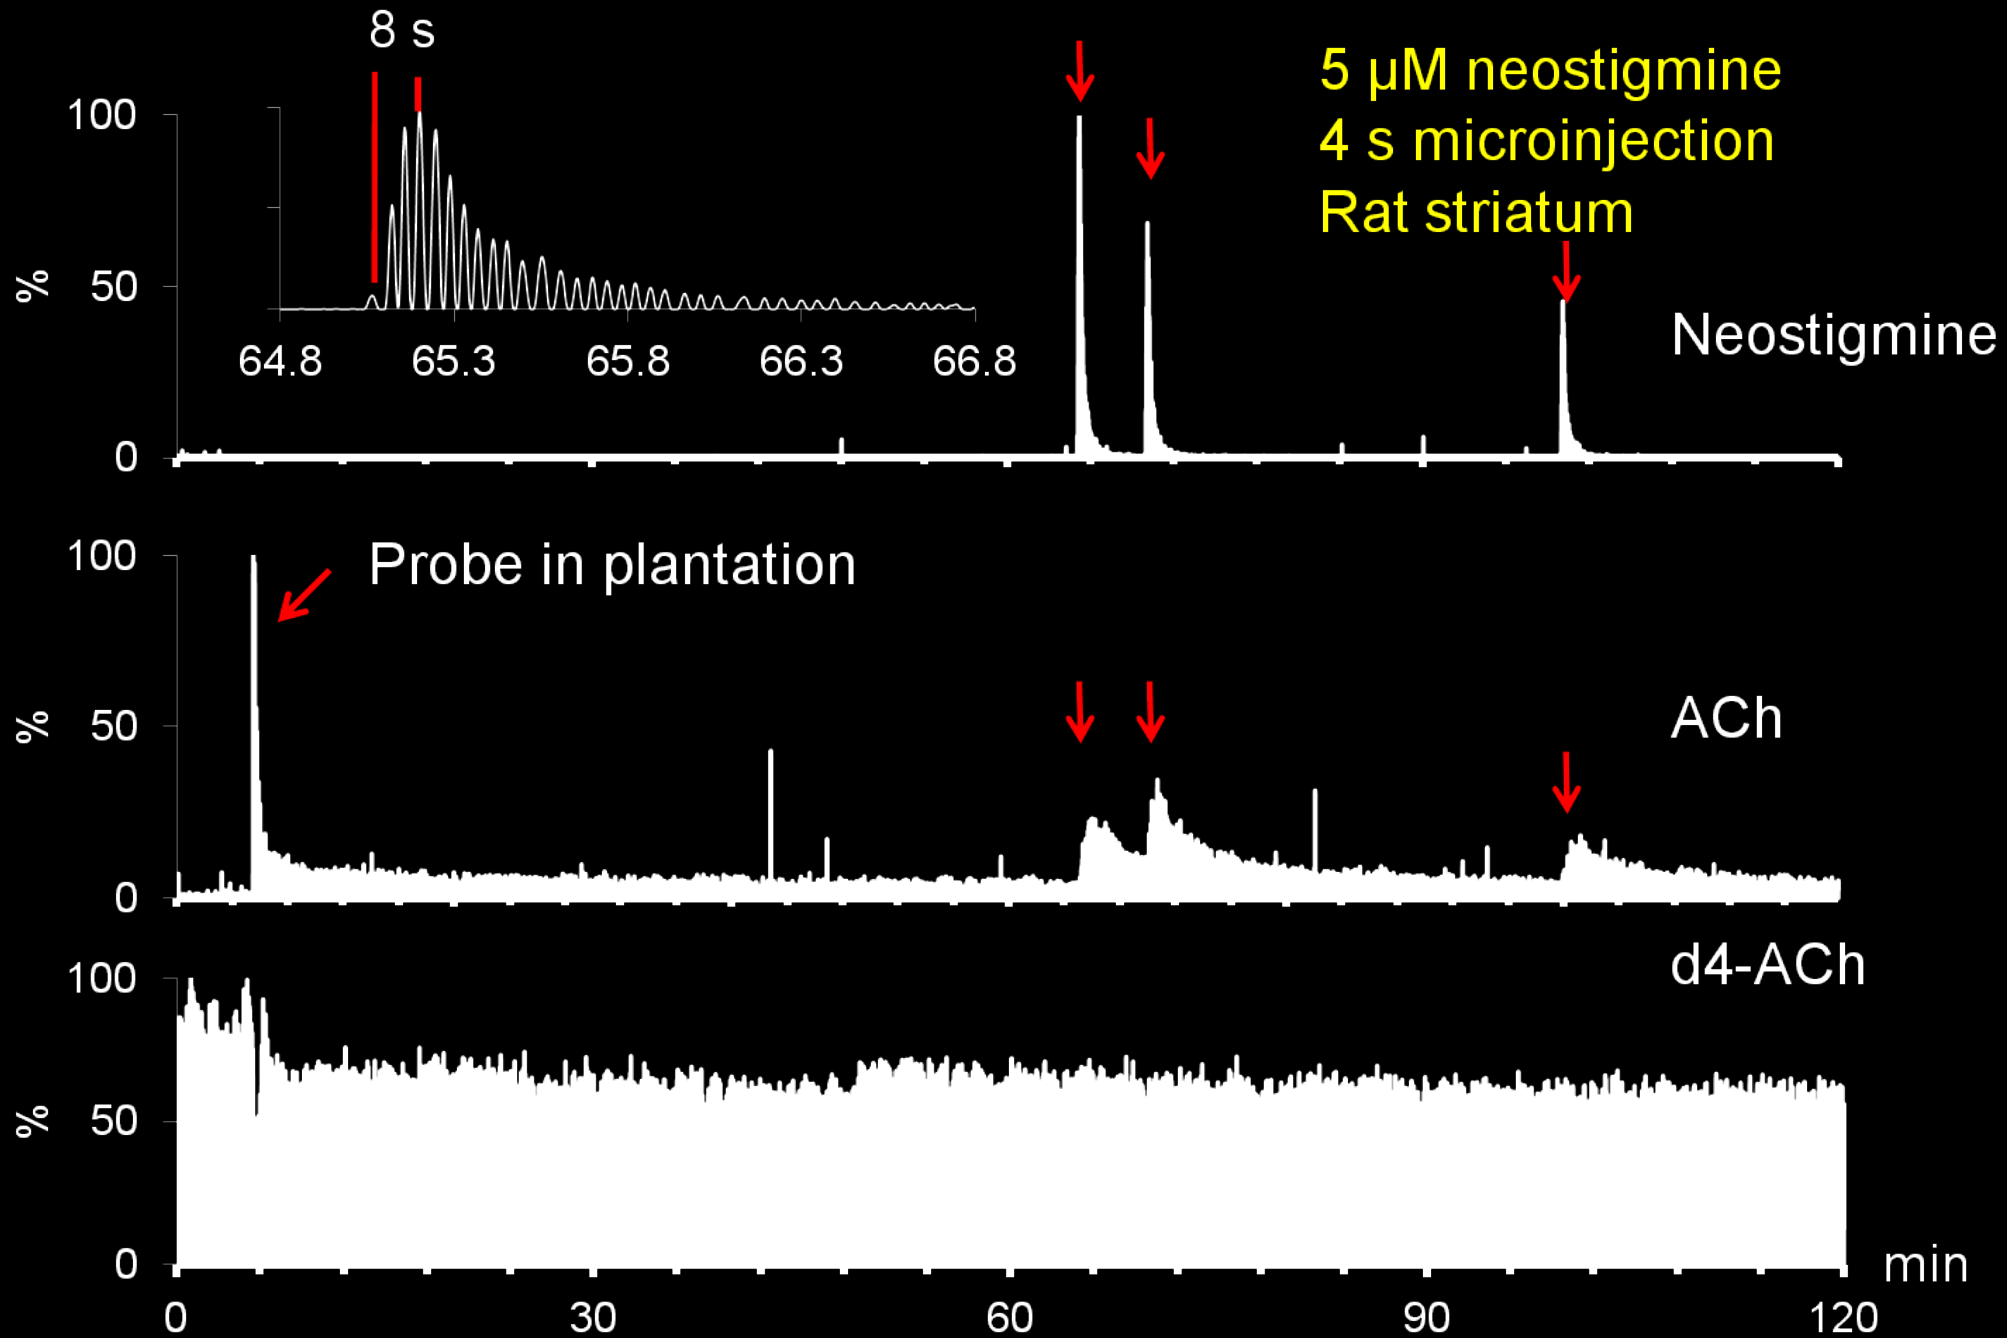 8 s
5 µM neostigmine
4 s microinjection
Rat striatum
100
50
0
%
64.8 65.3 65.8 66.3 66.8
Neostigmine
100
50
0
%
Probe in plantation
ACh
100
50
0
%
d4-ACh
min
0 30 60 90 120